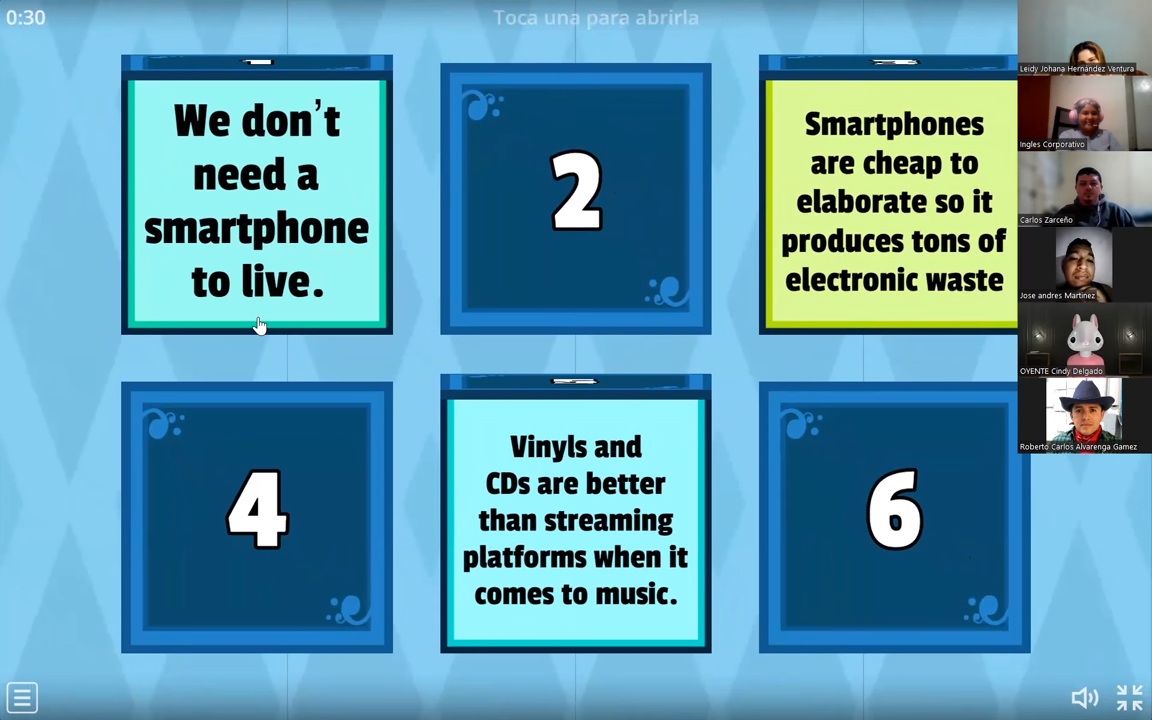 0:30
Toca una para abrirla
We don't
need a
smartphone
to live.
2
Smartphones
are cheap to
elaborate so it
produces tons of
electronic waste
4
Vinyls and
CDs are better
than streaming
platforms when it
comes to music.
6
Leidy Johana Hernández Ventura
Ingles Corporativo
Carlos Zarceño
Jose andres Martinez
OYENTE Cindy Delgado
Roberto Carlos Alvarenga Gamez